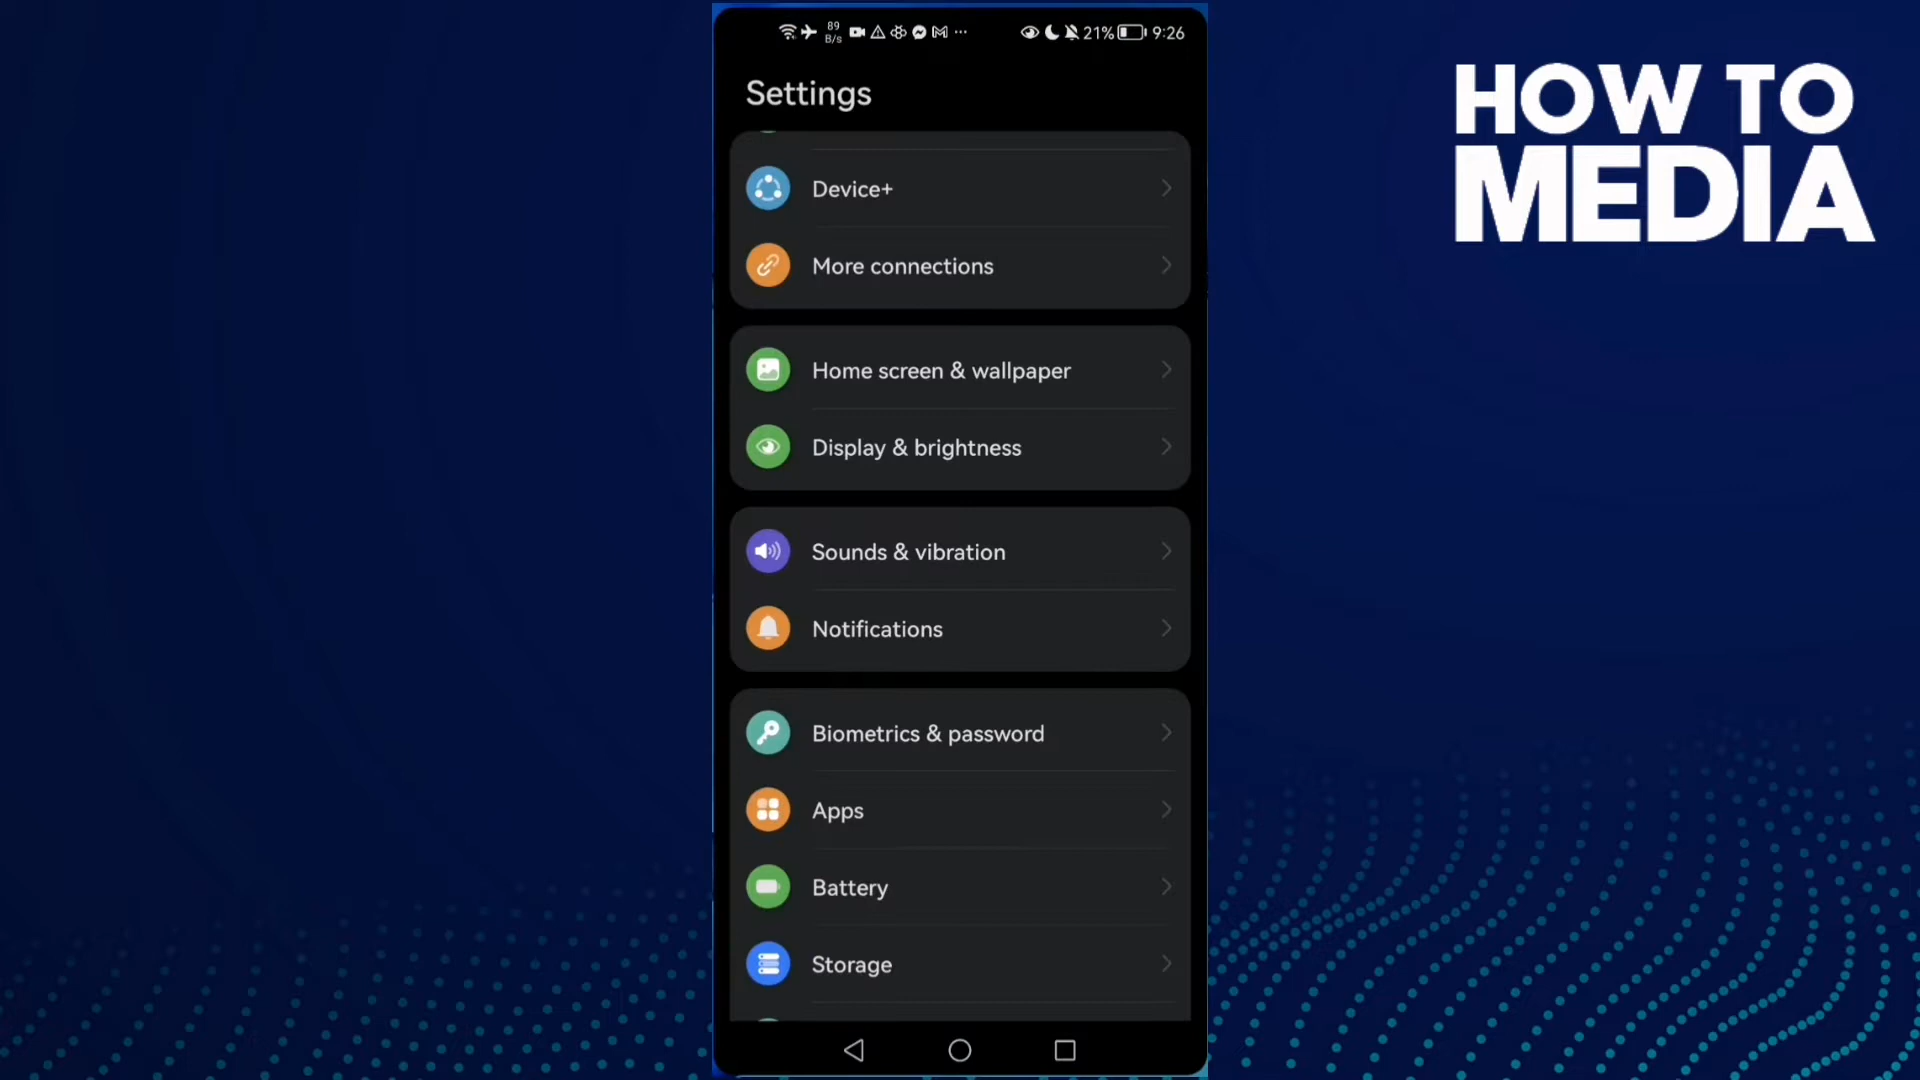 89
B/s
21%
9:26
HOW TO
MEDIA
Settings
Device+
More connections
Home screen & wallpaper
Display & brightness
Sounds & vibration
Notifications
Biometrics & password
Apps
Battery
Storage